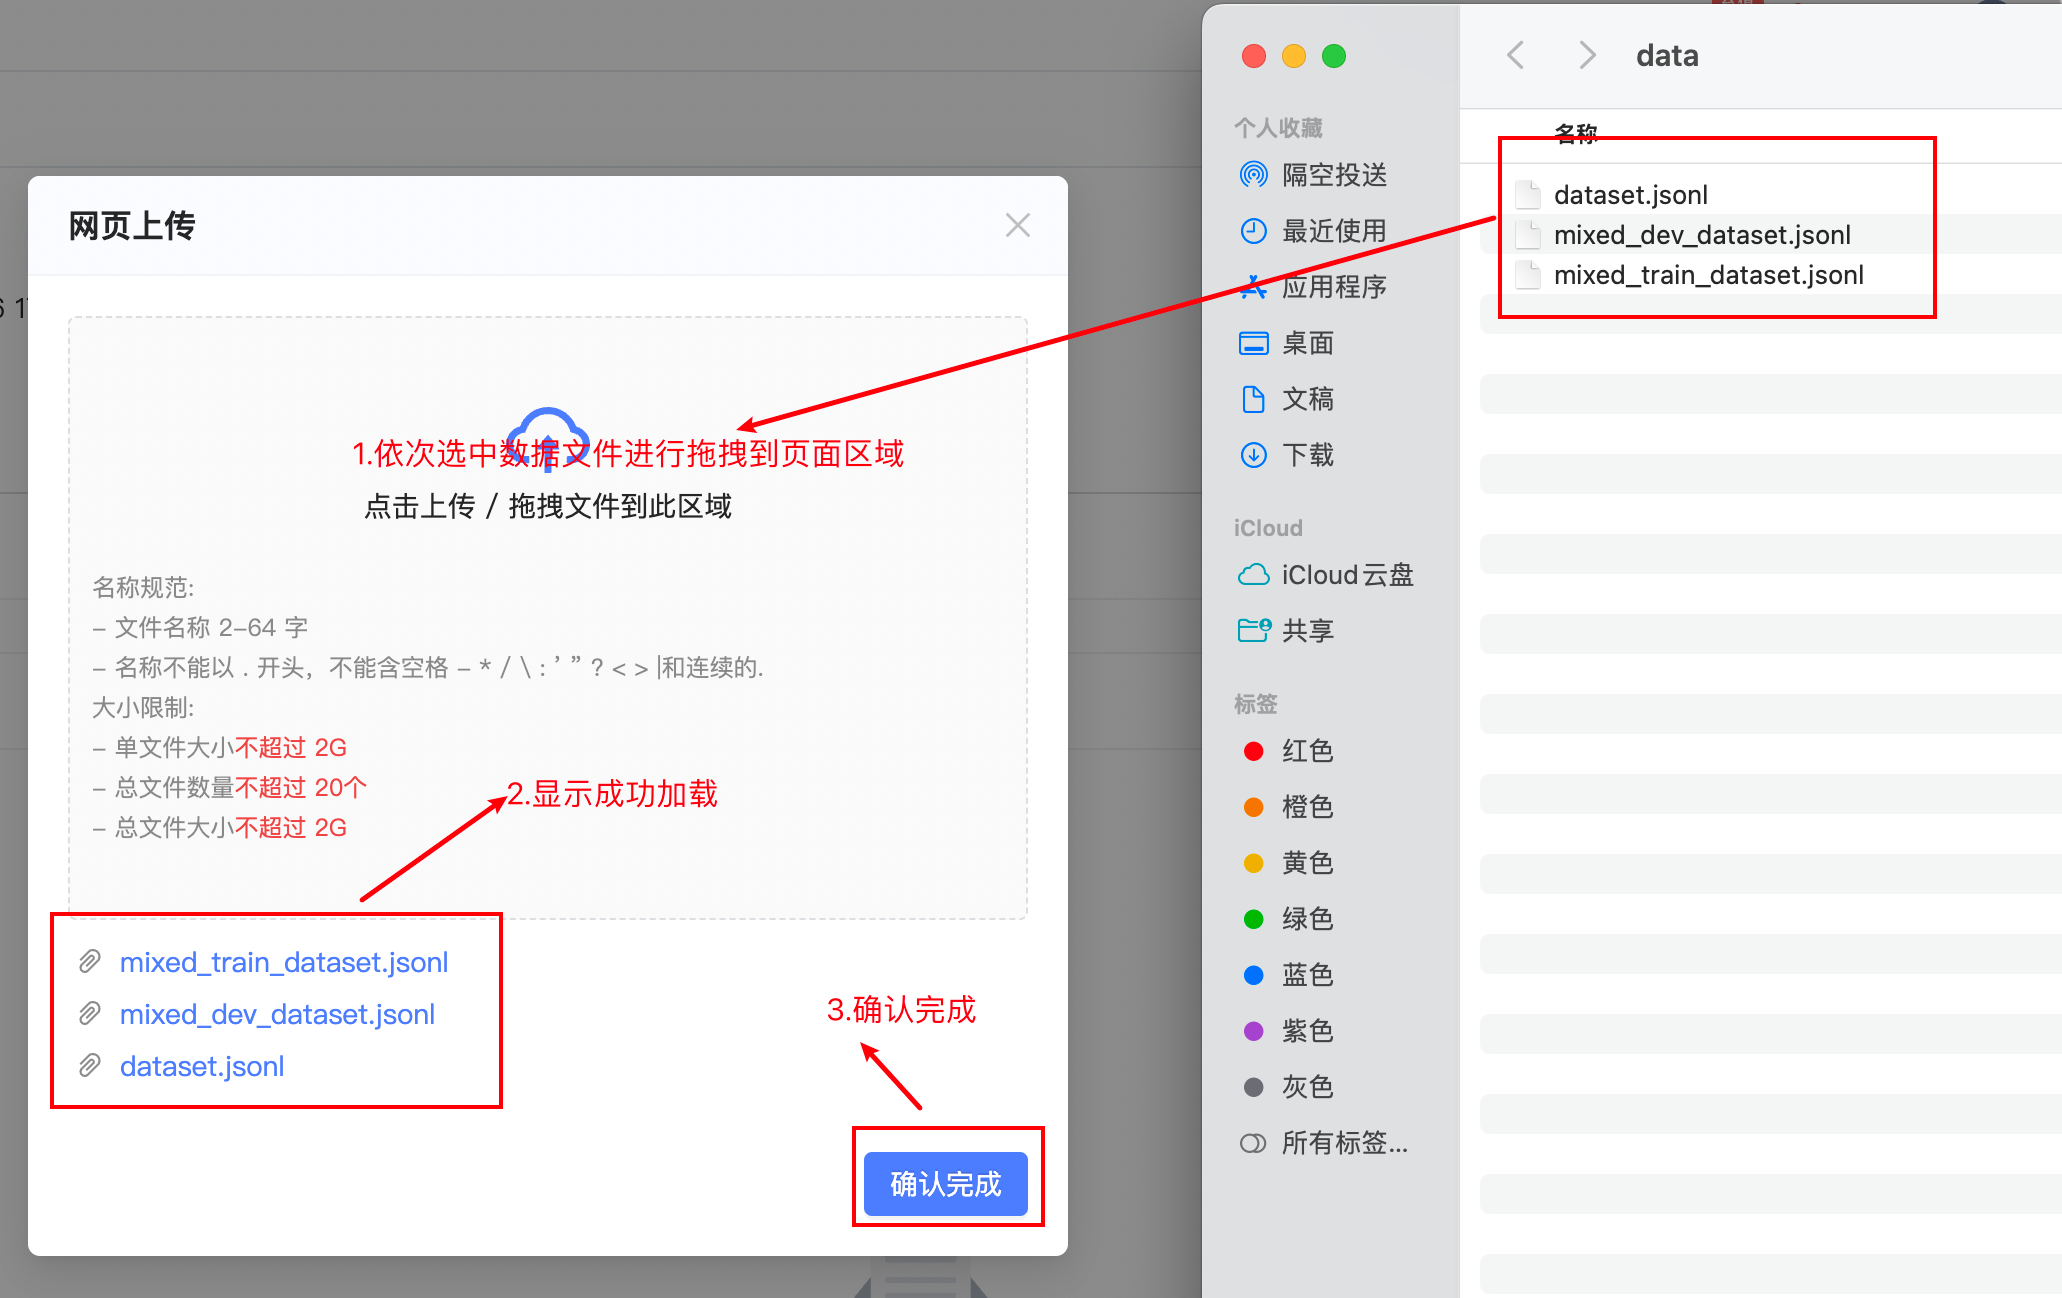 网页上传
1.依次选中数据文件进行拖拽到页面区域
点击上传 / 拖拽文件到此区域
名称规范:
– 文件名称 2–64 字
– 名称不能以 . 开头，不能含空格 – * / \ : ’ ” ? < > |和连续的.
大小限制:
– 单文件大小不超过 2G
– 总文件数量不超过 20个
– 总文件大小不超过 2G
2.显示成功加载
mixed_train_dataset.jsonl
mixed_dev_dataset.jsonl
dataset.jsonl
3.确认完成
确认完成
个人收藏
隔空投送
最近使用
应用程序
桌面
文稿
下载
iCloud
iCloud云盘
共享
标签
红色
橙色
黄色
绿色
蓝色
紫色
灰色
所有标签...
data
名称
dataset.jsonl
mixed_dev_dataset.jsonl
mixed_train_dataset.jsonl